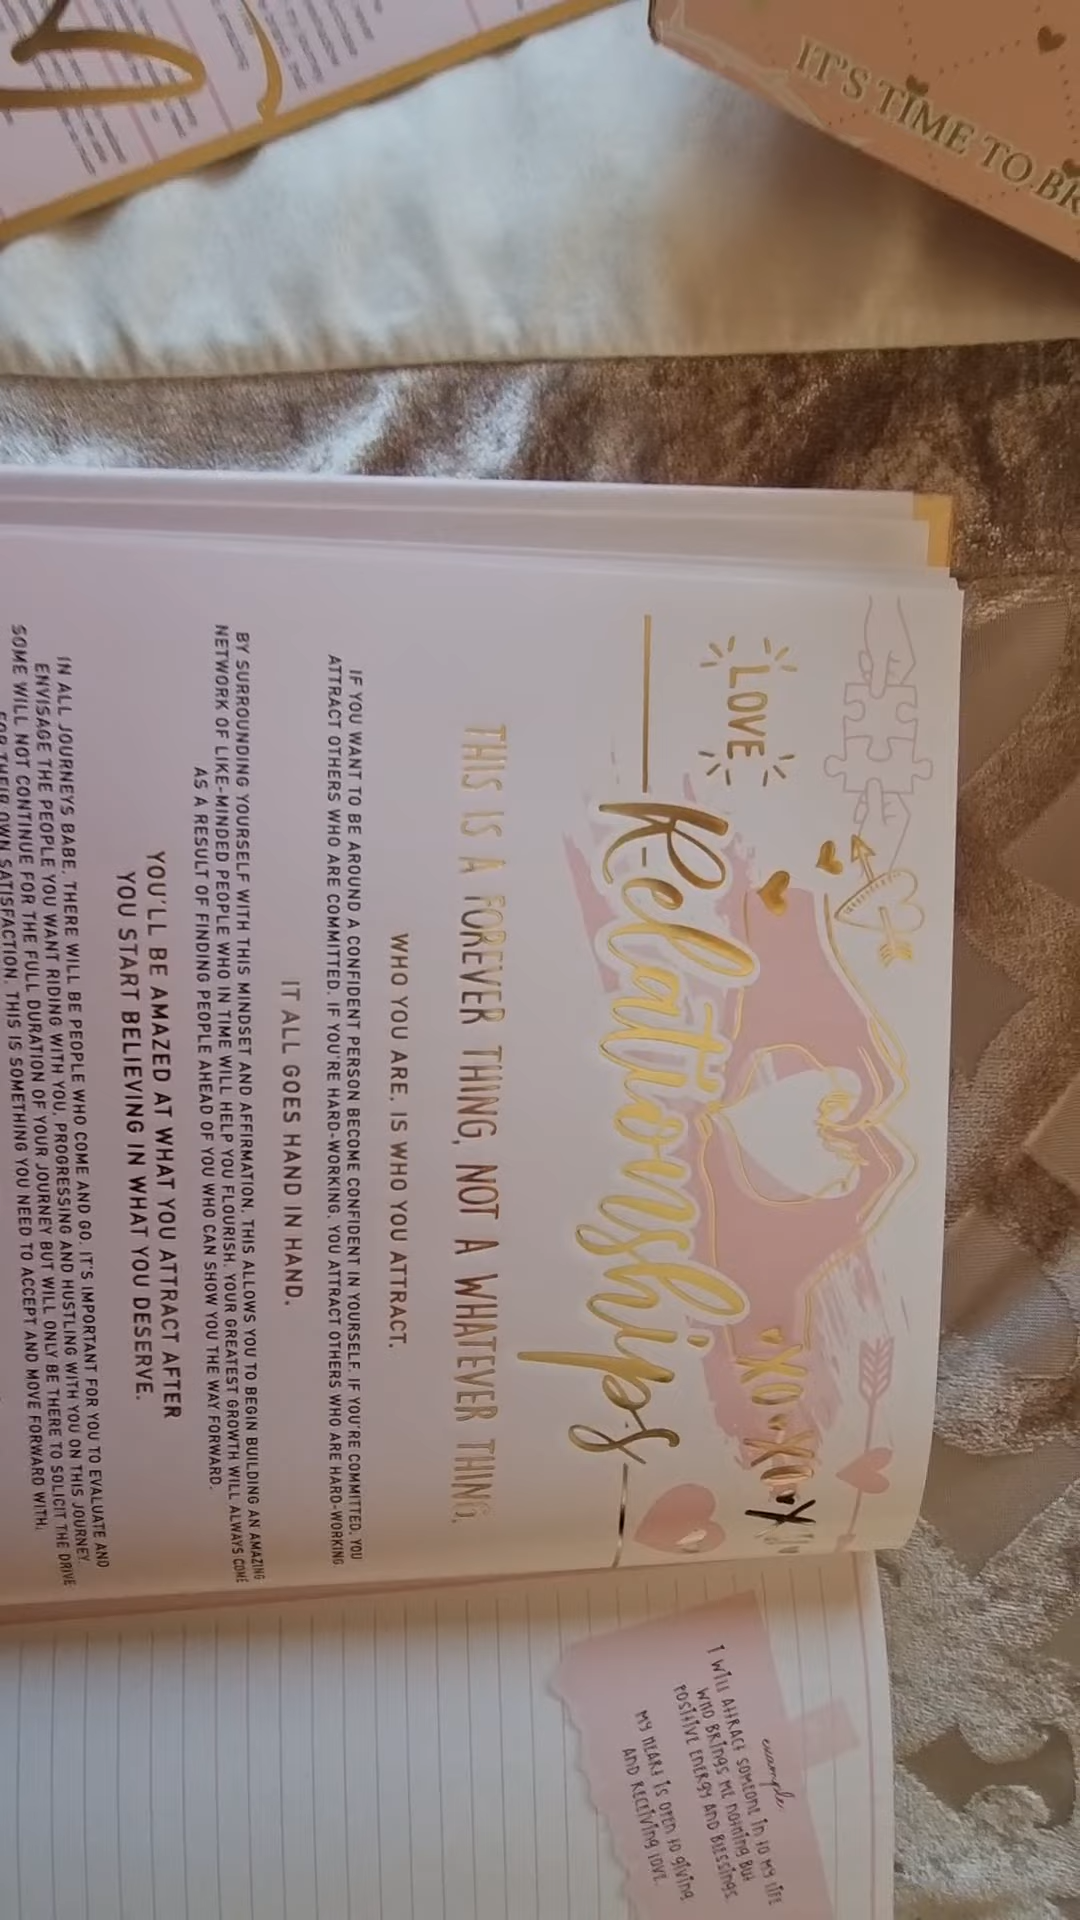 IT'S TIME TO
LOVE
XO XO X
Relationships
THIS IS A FOREVER THING, NOT A WHATEVER THING.
WHO YOU ARE, IS WHO YOU ATTRACT.
IF YOU WANT TO BE AROUND A CONFIDENT PERSON BECOME CONFIDENT IN YOURSELF. IF YOU'RE COMMITTED, YOU
ATTRACT OTHERS WHO ARE COMMITTED. IF YOU'RE HARD-WORKING, YOU ATTRACT OTHERS WHO ARE HARD-WORKING.
IT ALL GOES HAND IN HAND.
BY SURROUNDING YOURSELF WITH THIS MINDSET AND AFFIRMATION, THIS ALLOWS YOU TO BEGIN BUILDING AN AMAZING
NETWORK OF LIKE-MINDED PEOPLE WHO IN TIME WILL HELP YOU FLOURISH. YOUR GREATEST GROWTH WILL ALWAYS COME
AS A RESULT OF FINDING PEOPLE AHEAD OF YOU WHO CAN SHOW YOU THE WAY FORWARD.
YOU'LL BE AMAZED AT WHAT YOU ATTRACT AFTER
YOU START BELIEVING IN WHAT YOU DESERVE.
IN ALL JOURNEYS BABE, THERE WILL BE PEOPLE WHO COME AND GO, IT'S IMPORTANT FOR YOU TO EVALUATE AND
ENVISAGE THE PEOPLE YOU WANT RIDING WITH YOU, PROGRESSING AND HUSTLING WITH YOU ON THIS JOURNEY.
SOME WILL NOT CONTINUE FOR THE FULL DURATION OF YOUR JOURNEY BUT WILL ONLY BE THERE TO SOLICIT THE DRIVE
FOR THEIR OWN SATISFACTION. THIS IS SOMETHING YOU NEED TO ACCEPT AND MOVE FORWARD WITH.
example
I WILL ATTRACT SOMEONE IN TO MY LIFE
WHO BRINGS ME NOTHING BUT
POSITIVE ENERGY AND BLESSINGS.
MY HEART IS OPEN TO GIVING
AND RECEIVING LOVE.